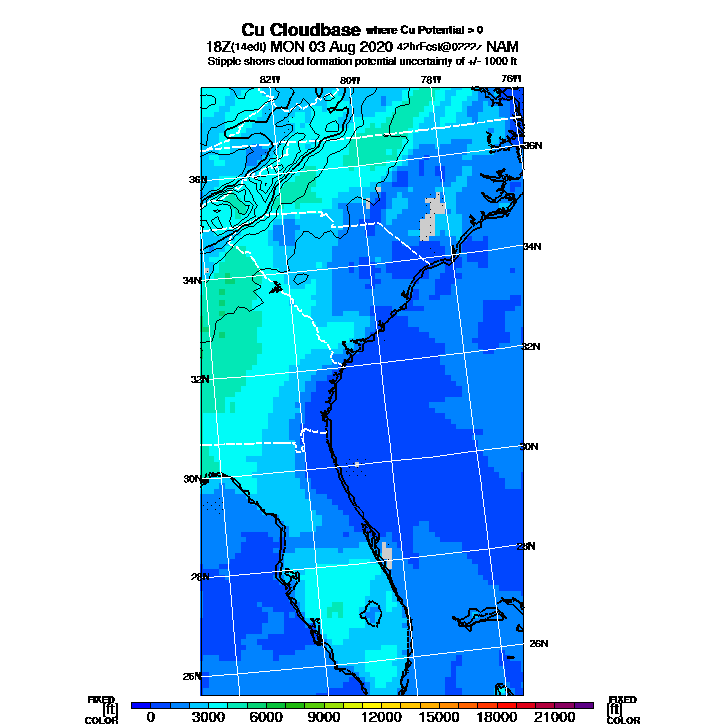 Cu Cloudbase where Cu Potential > 0
18Z(14edt) MON 03 Aug 2020 42hrFcst@022z NAM
Stipple shows cloud formation potential uncertainty of +/- 1000 ft
82W 80W 78W 76W
36N
36N
34N
34N
32N
32N
30N
30N
28N
28N
26N
26N
FIXED FIXED
[ft] [ft]
COLOR COLOR
0 3000 6000 9000 12000 15000 18000 21000